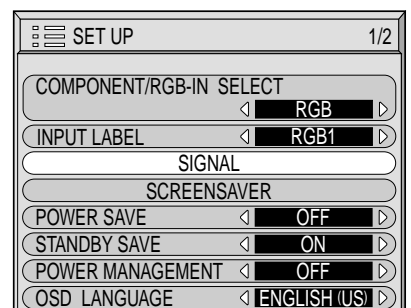 SET UP 1/2
COMPONENT/RGB-IN SELECT
RGB
INPUT LABEL RGB1
SIGNAL
SCREENSAVER
POWER SAVE OFF
STANDBY SAVE ON
POWER MANAGEMENT OFF
OSD LANGUAGE ENGLISH (US)